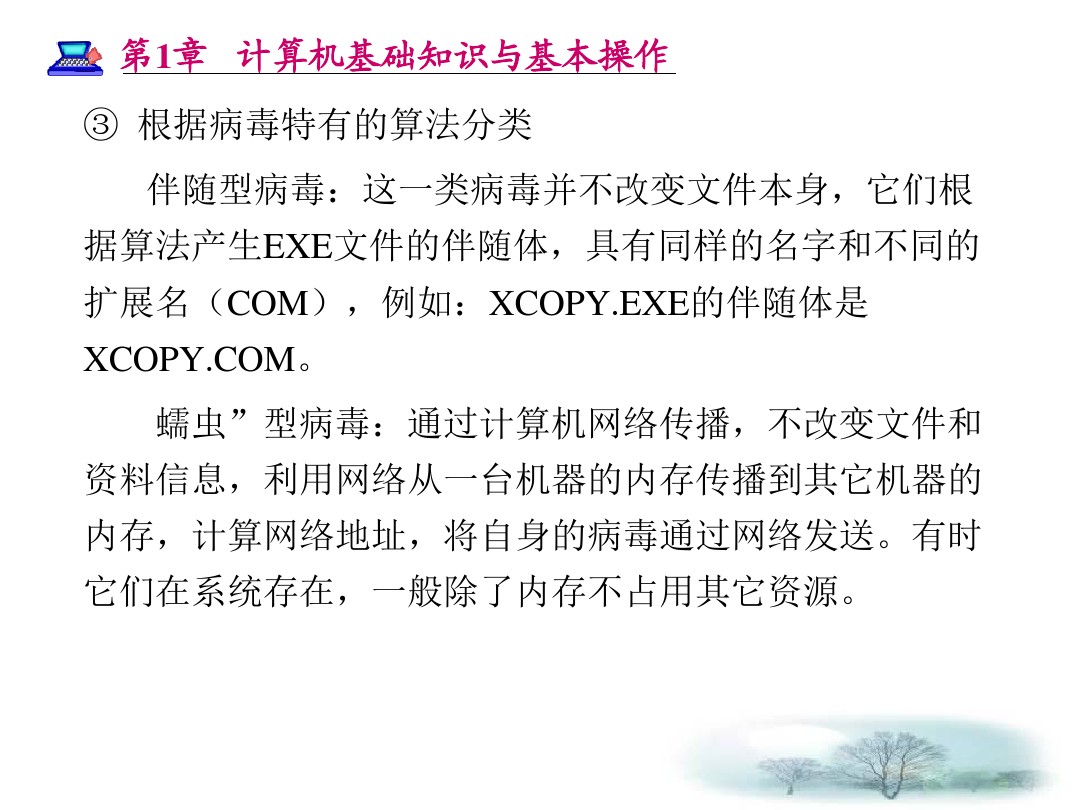 第1章 计算机基础知识与基本操作
③ 根据病毒特有的算法分类
伴随型病毒：这一类病毒并不改变文件本身，它们根
据算法产生EXE文件的伴随体，具有同样的名字和不同的
扩展名（COM），例如：XCOPY.EXE的伴随体是
XCOPY.COM。
蠕虫”型病毒：通过计算机网络传播，不改变文件和
资料信息，利用网络从一台机器的内存传播到其它机器的
内存，计算网络地址，将自身的病毒通过网络发送。有时
它们在系统存在，一般除了内存不占用其它资源。